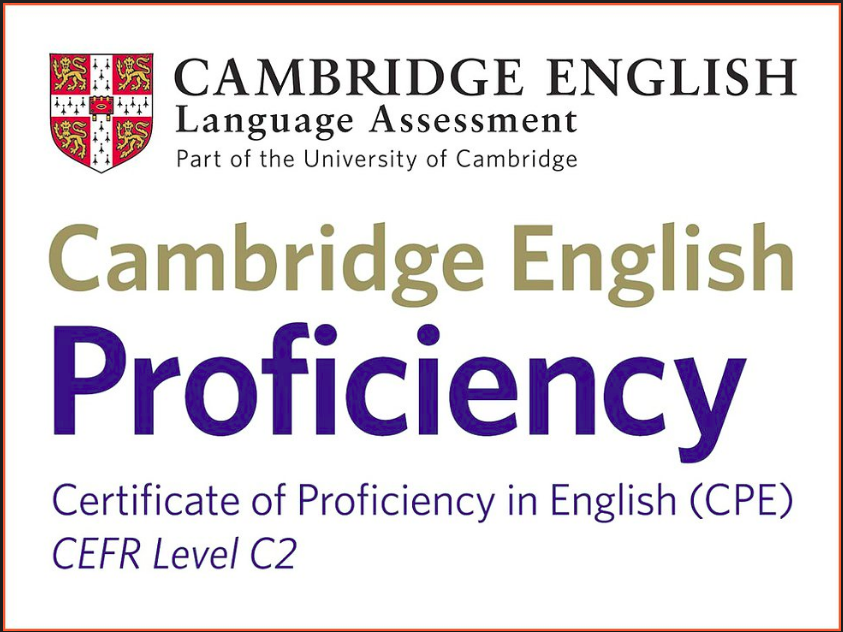 CAMBRIDGE ENGLISH
Language Assessment
Part of the University of Cambridge
Cambridge English
Proficiency
Certificate of Proficiency in English (CPE)
CEFR Level C2